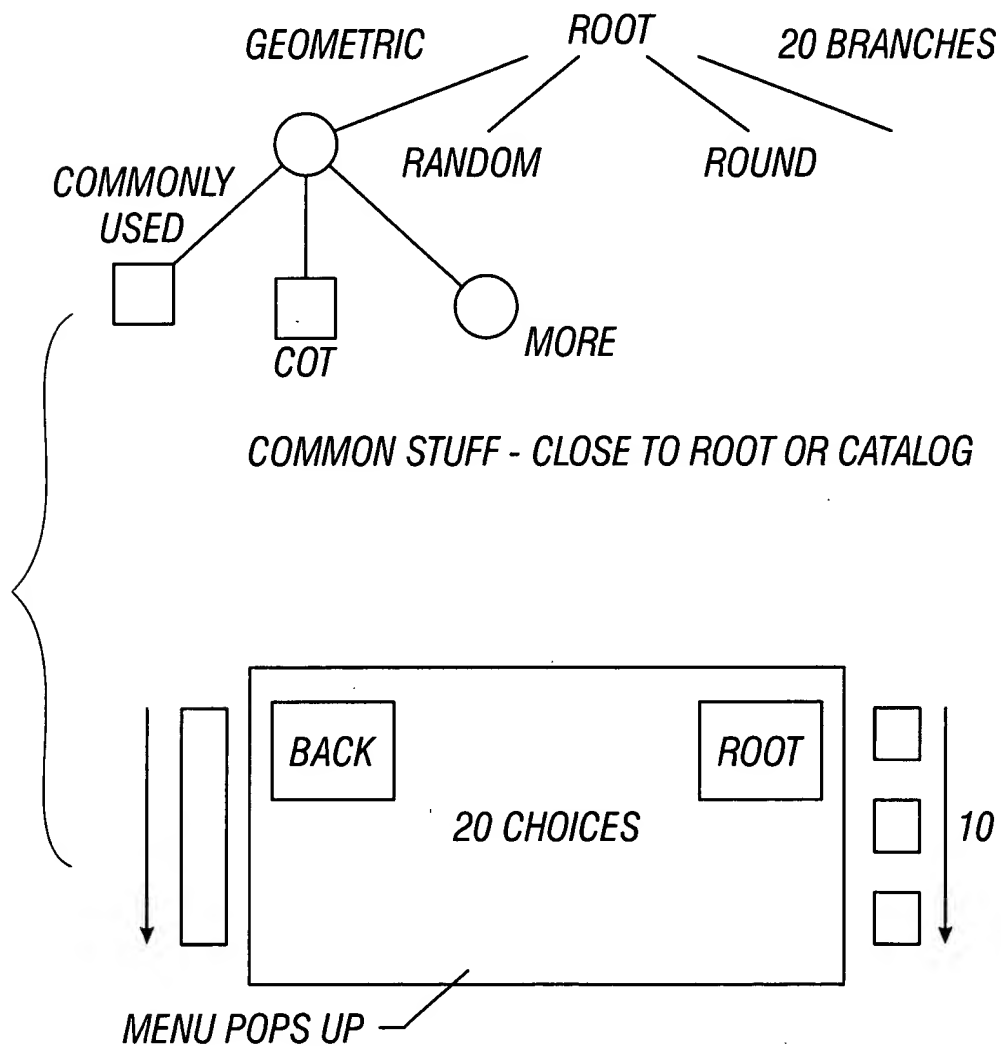 GEOMETRIC
ROOT
20 BRANCHES
RANDOM
ROUND
COMMONLY
USED
COT
MORE
COMMON STUFF - CLOSE TO ROOT OR CATALOG
BACK
ROOT
20 CHOICES
10
MENU POPS UP